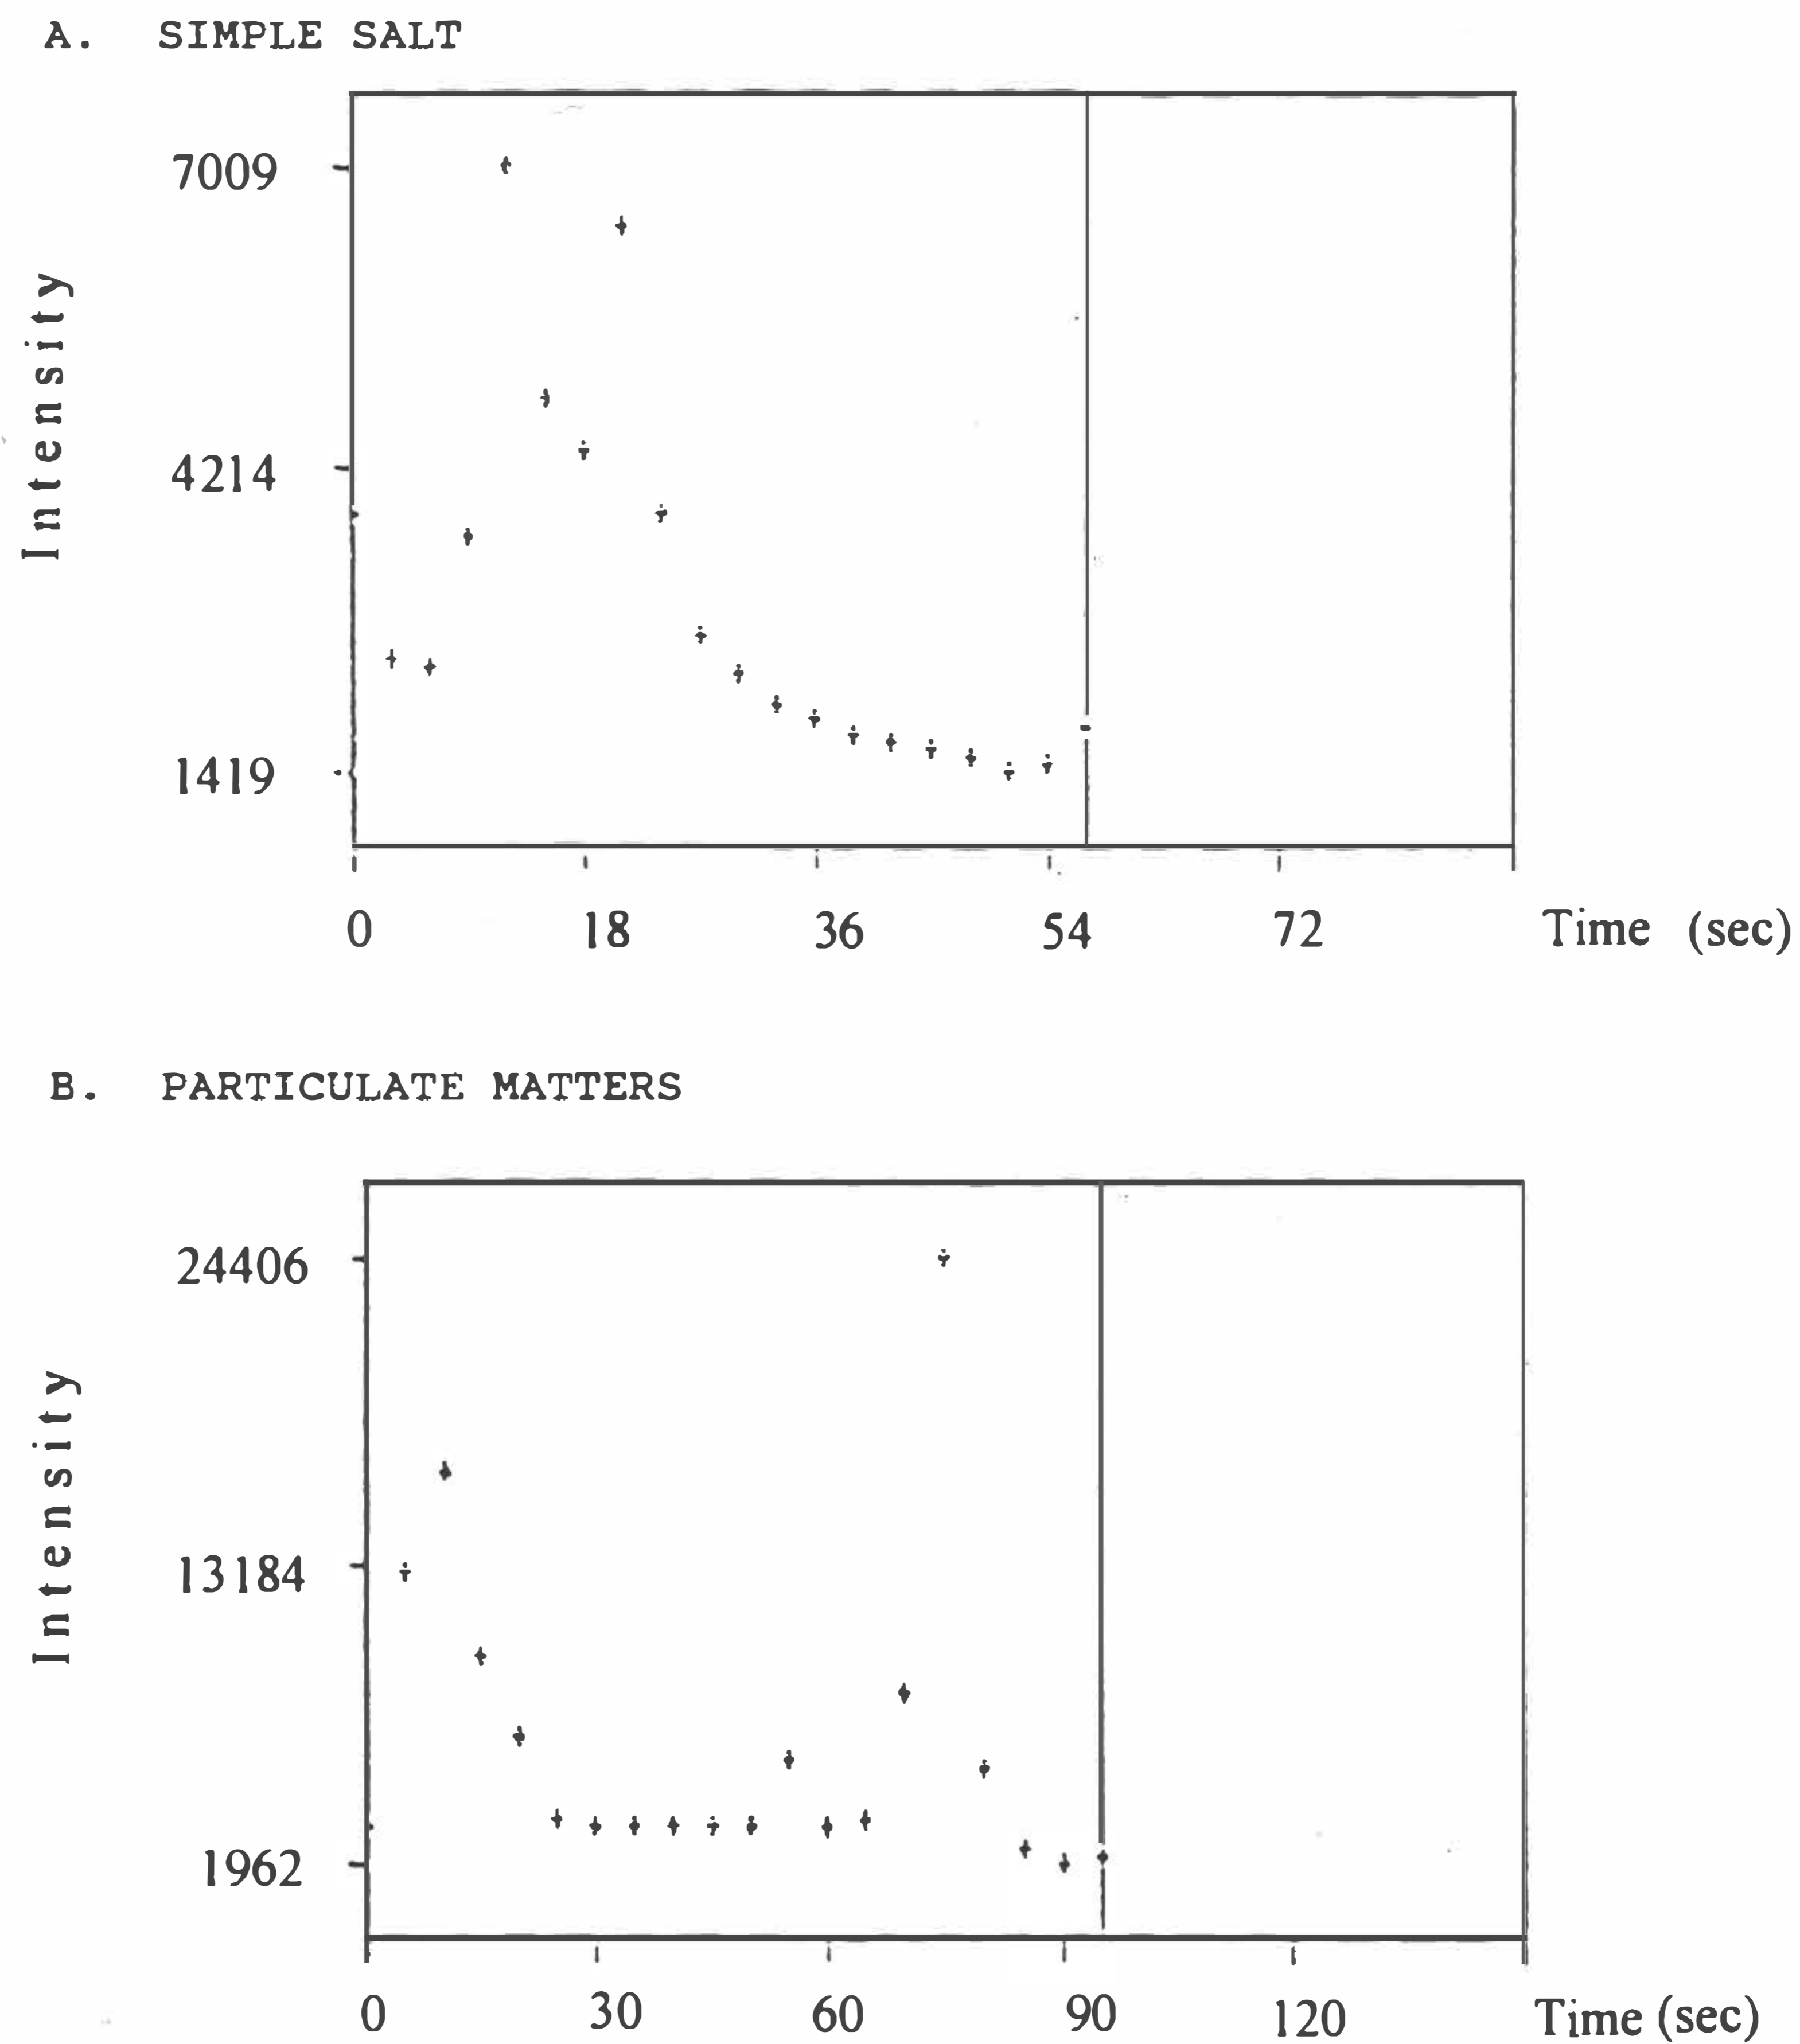 A. SIMPLE SALT
7009
4214
1419
Intensity
0 18 36 54 72 Time (sec)
B. PARTICULATE MATTERS
24406
13184
1962
Intensity
0 30 60 90 120 Time (sec)